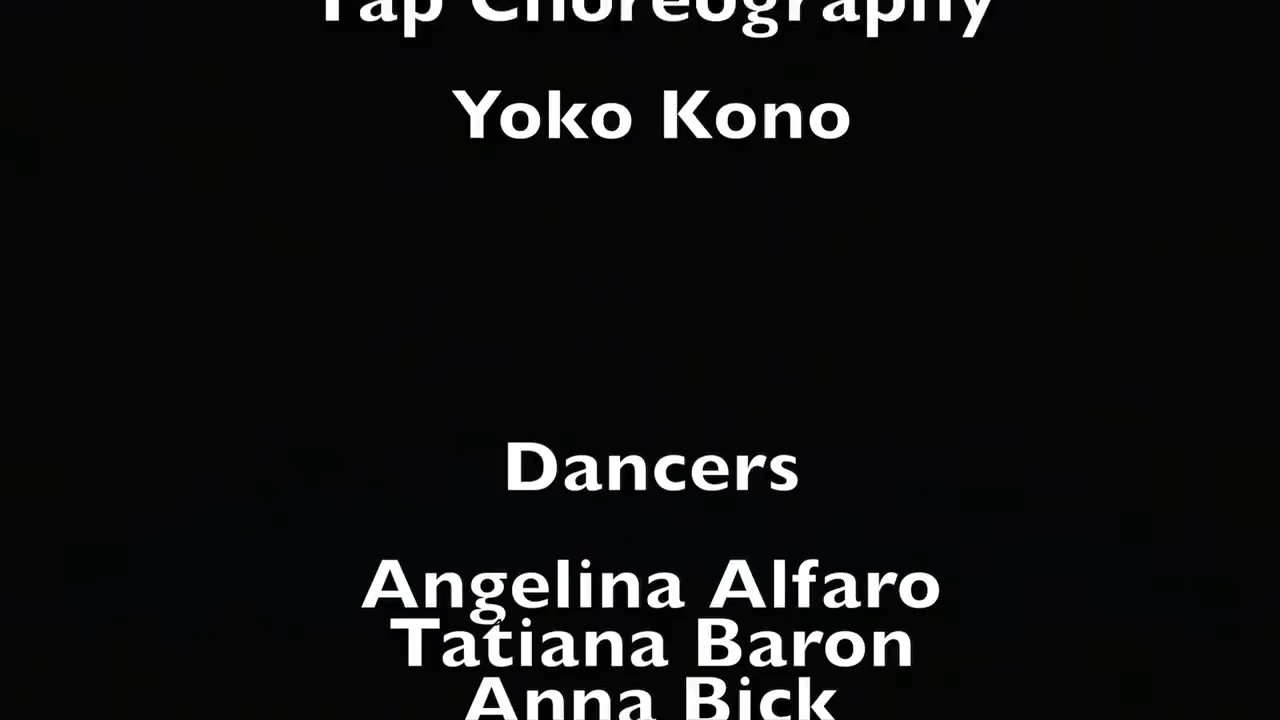 Tap Choreography
Yoko Kono
Dancers
Angelina Alfaro
Tatiana Baron
Anna Bick